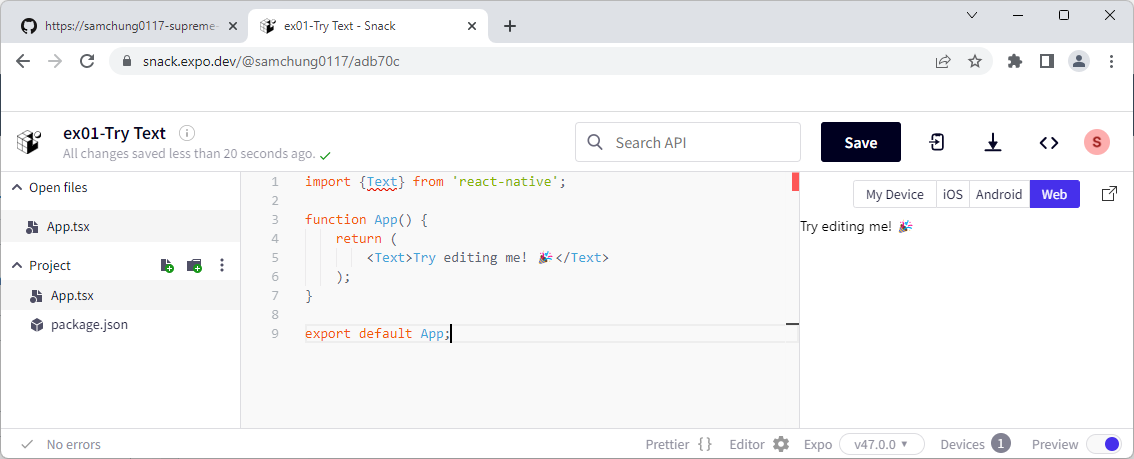 https://samchung0117-supreme-
ex01-Try Text - Snack
snack.expo.dev/@samchung0117/adb70c
ex01-Try Text
All changes saved less than 20 seconds ago.
Search API
Save
S
Open files
App.tsx
Project
App.tsx
package.json
1 import {Text} from 'react-native';
2
3 function App() {
4 return (
5 <Text>Try editing me! 🎉</Text>
6 );
7 }
8
9 export default App;
My Device iOS Android Web
Try editing me! 🎉
No errors
Prettier {} Editor Expo v47.0.0 Devices 1 Preview